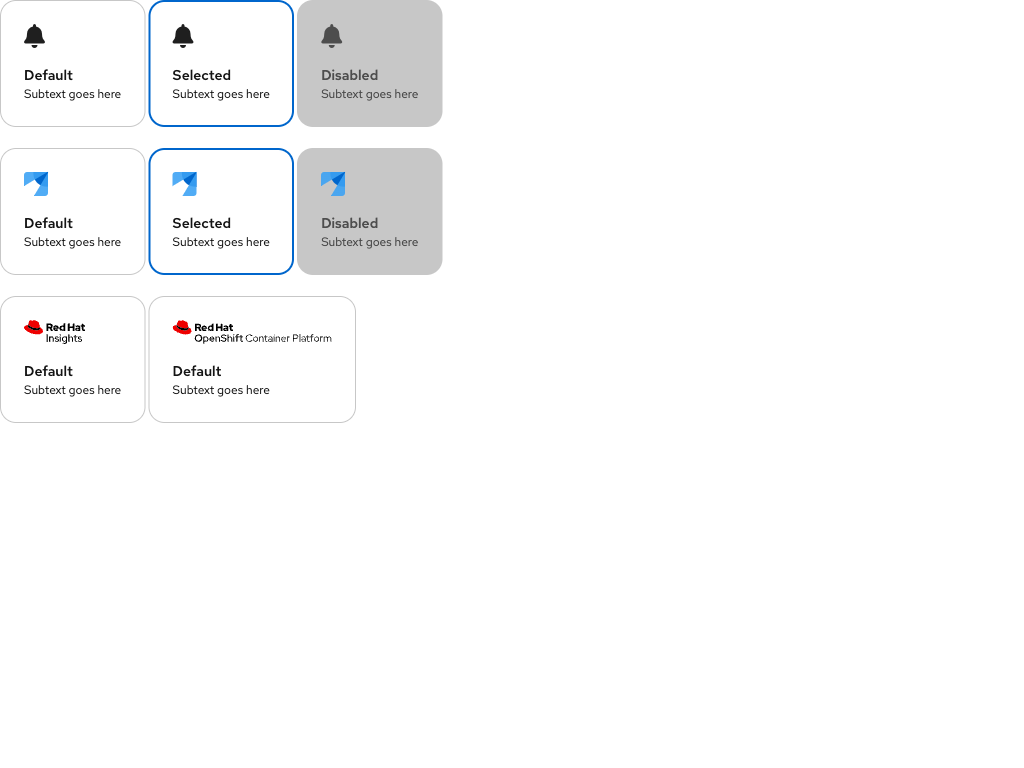 Default
Subtext goes here
Selected
Subtext goes here
Disabled
Subtext goes here
Default
Subtext goes here
Selected
Subtext goes here
Disabled
Subtext goes here
Red Hat
Insights
Default
Subtext goes here
Red Hat
OpenShift Container Platform
Default
Subtext goes here